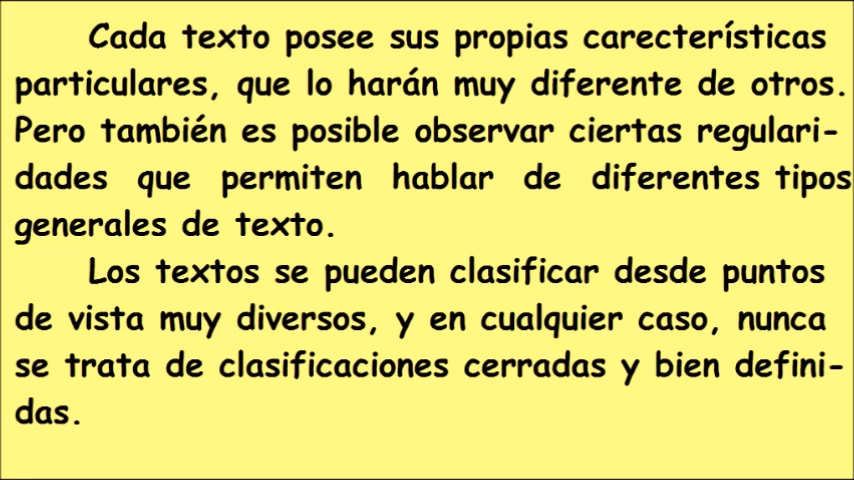 Cada texto posee sus propias carecterísticas
particulares, que lo harán muy diferente de otros.
Pero también es posible observar ciertas regulari-
dades que permiten hablar de diferentes tipos
generales de texto.
Los textos se pueden clasificar desde puntos
de vista muy diversos, y en cualquier caso, nunca
se trata de clasificaciones cerradas y bien defini-
das.